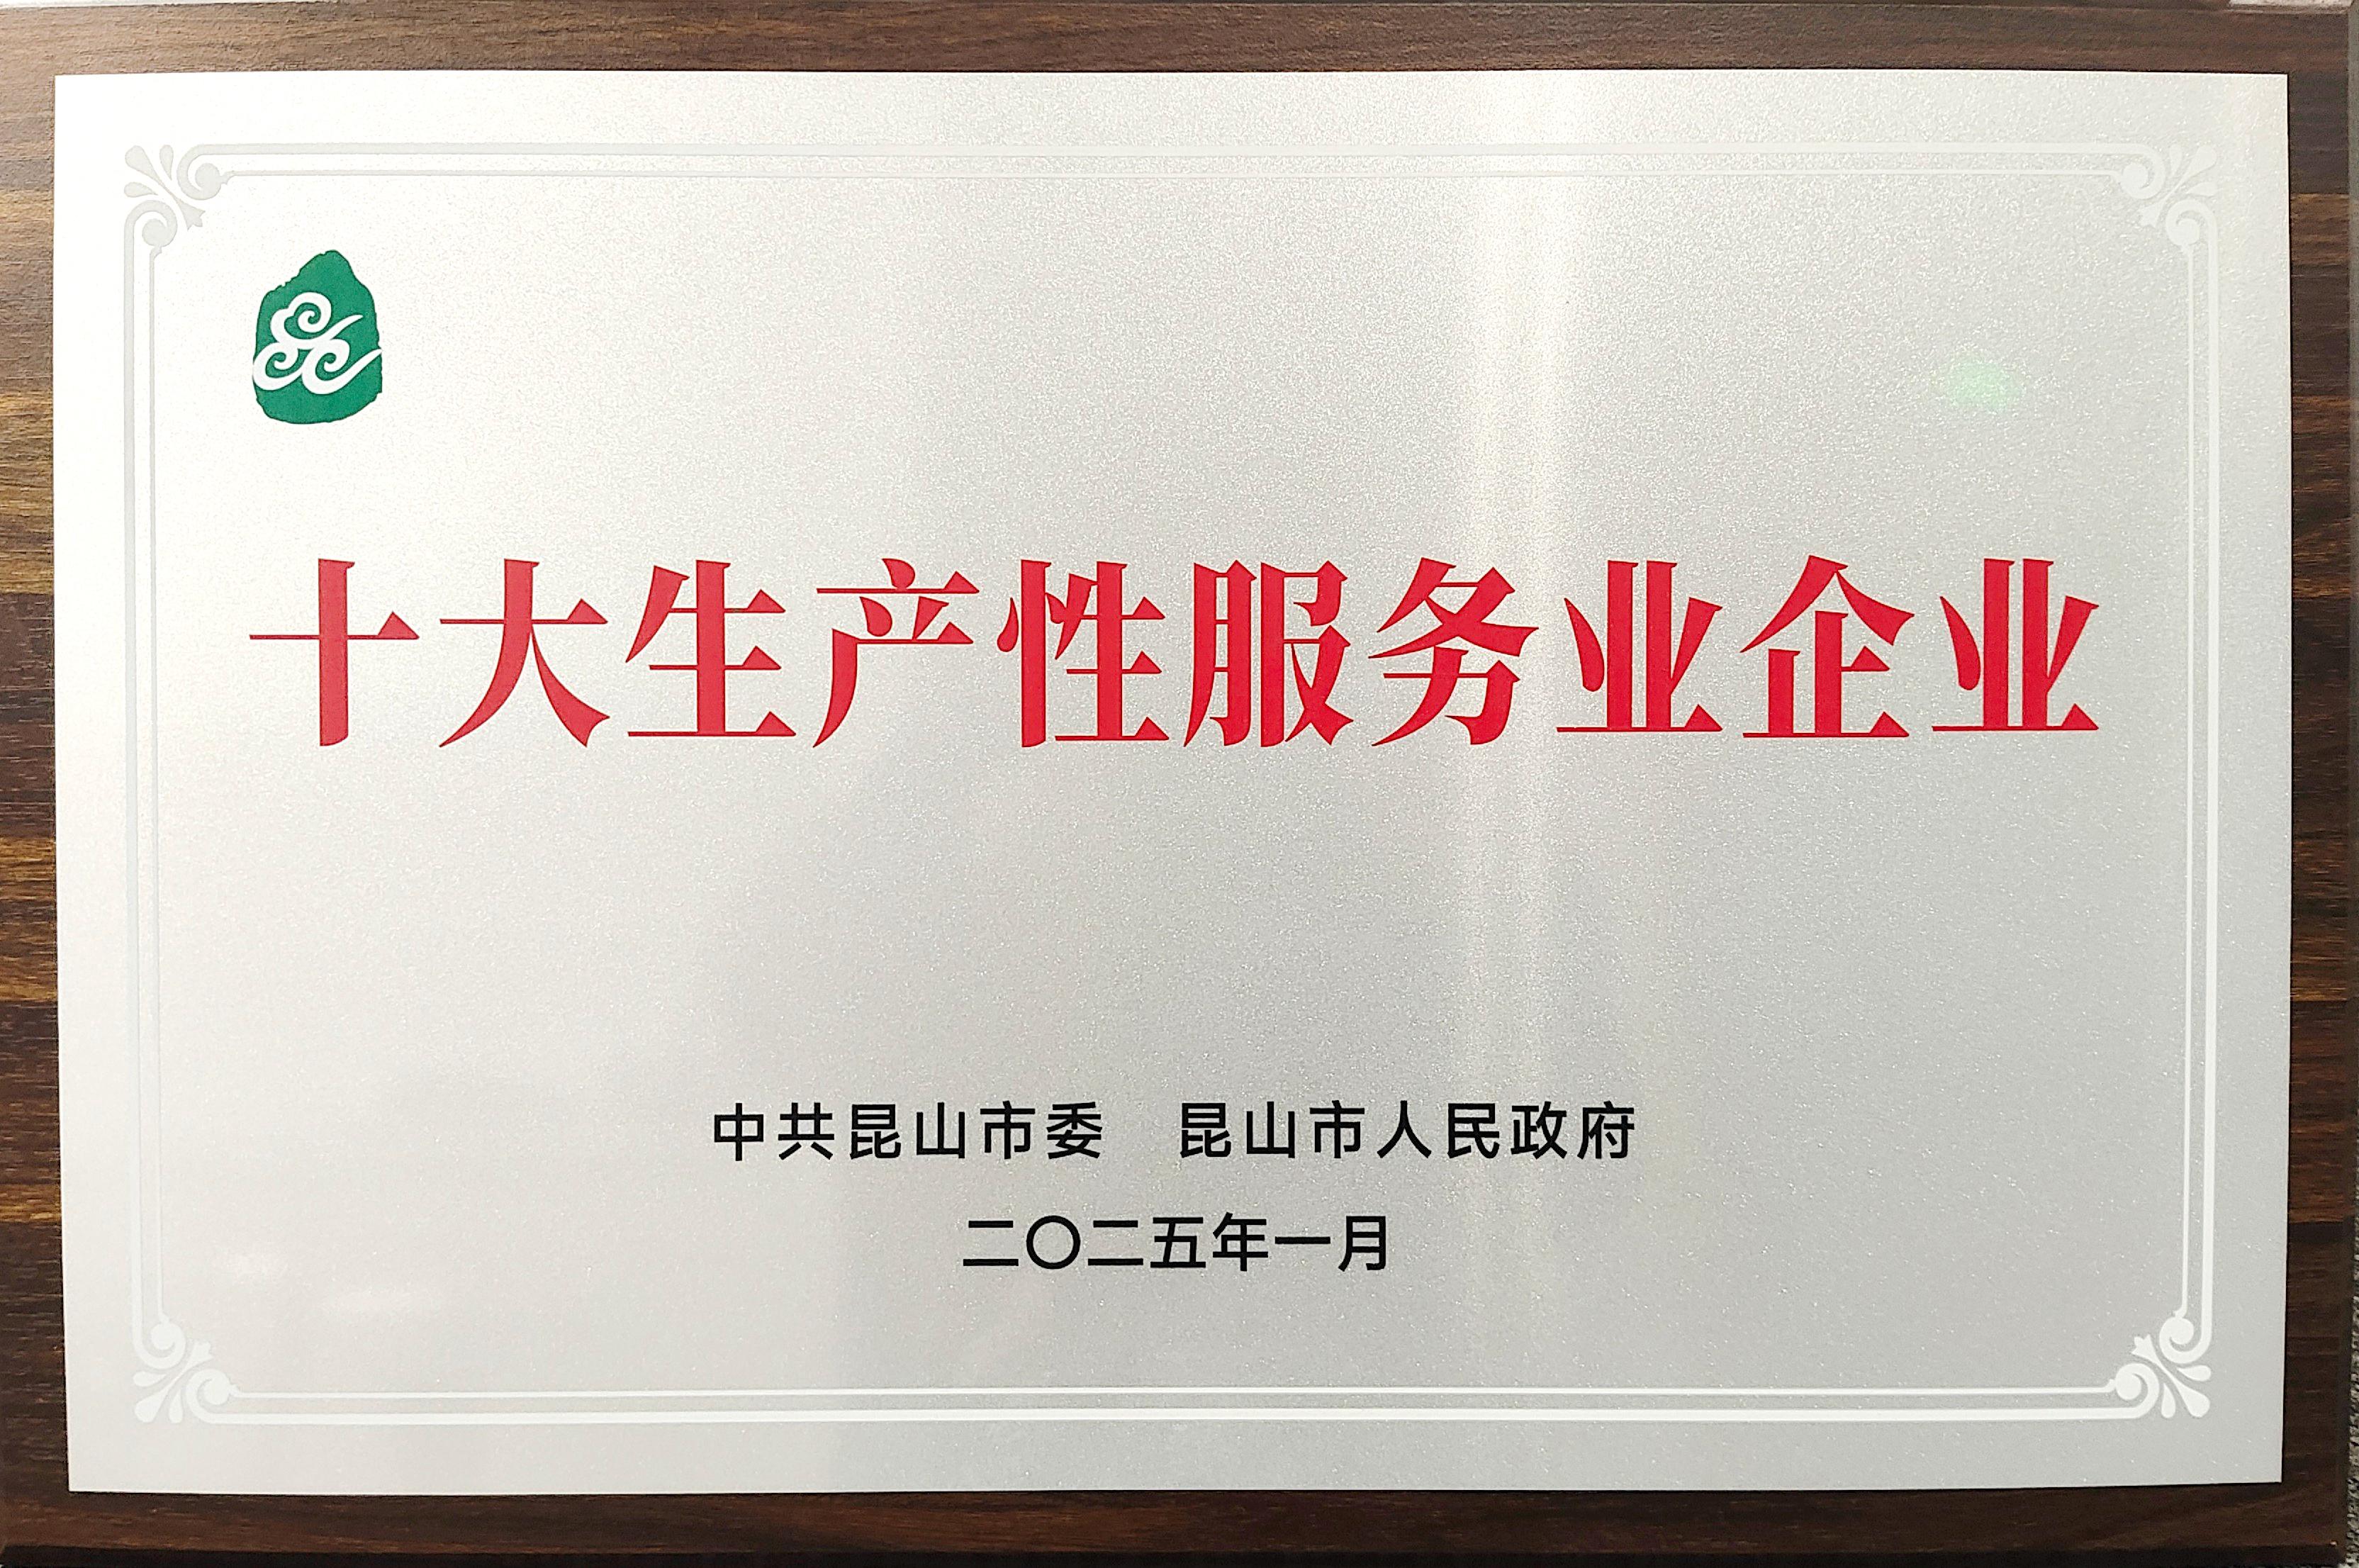 十大生产性服务业企业
中共昆山市委　昆山市人民政府
二〇二五年一月